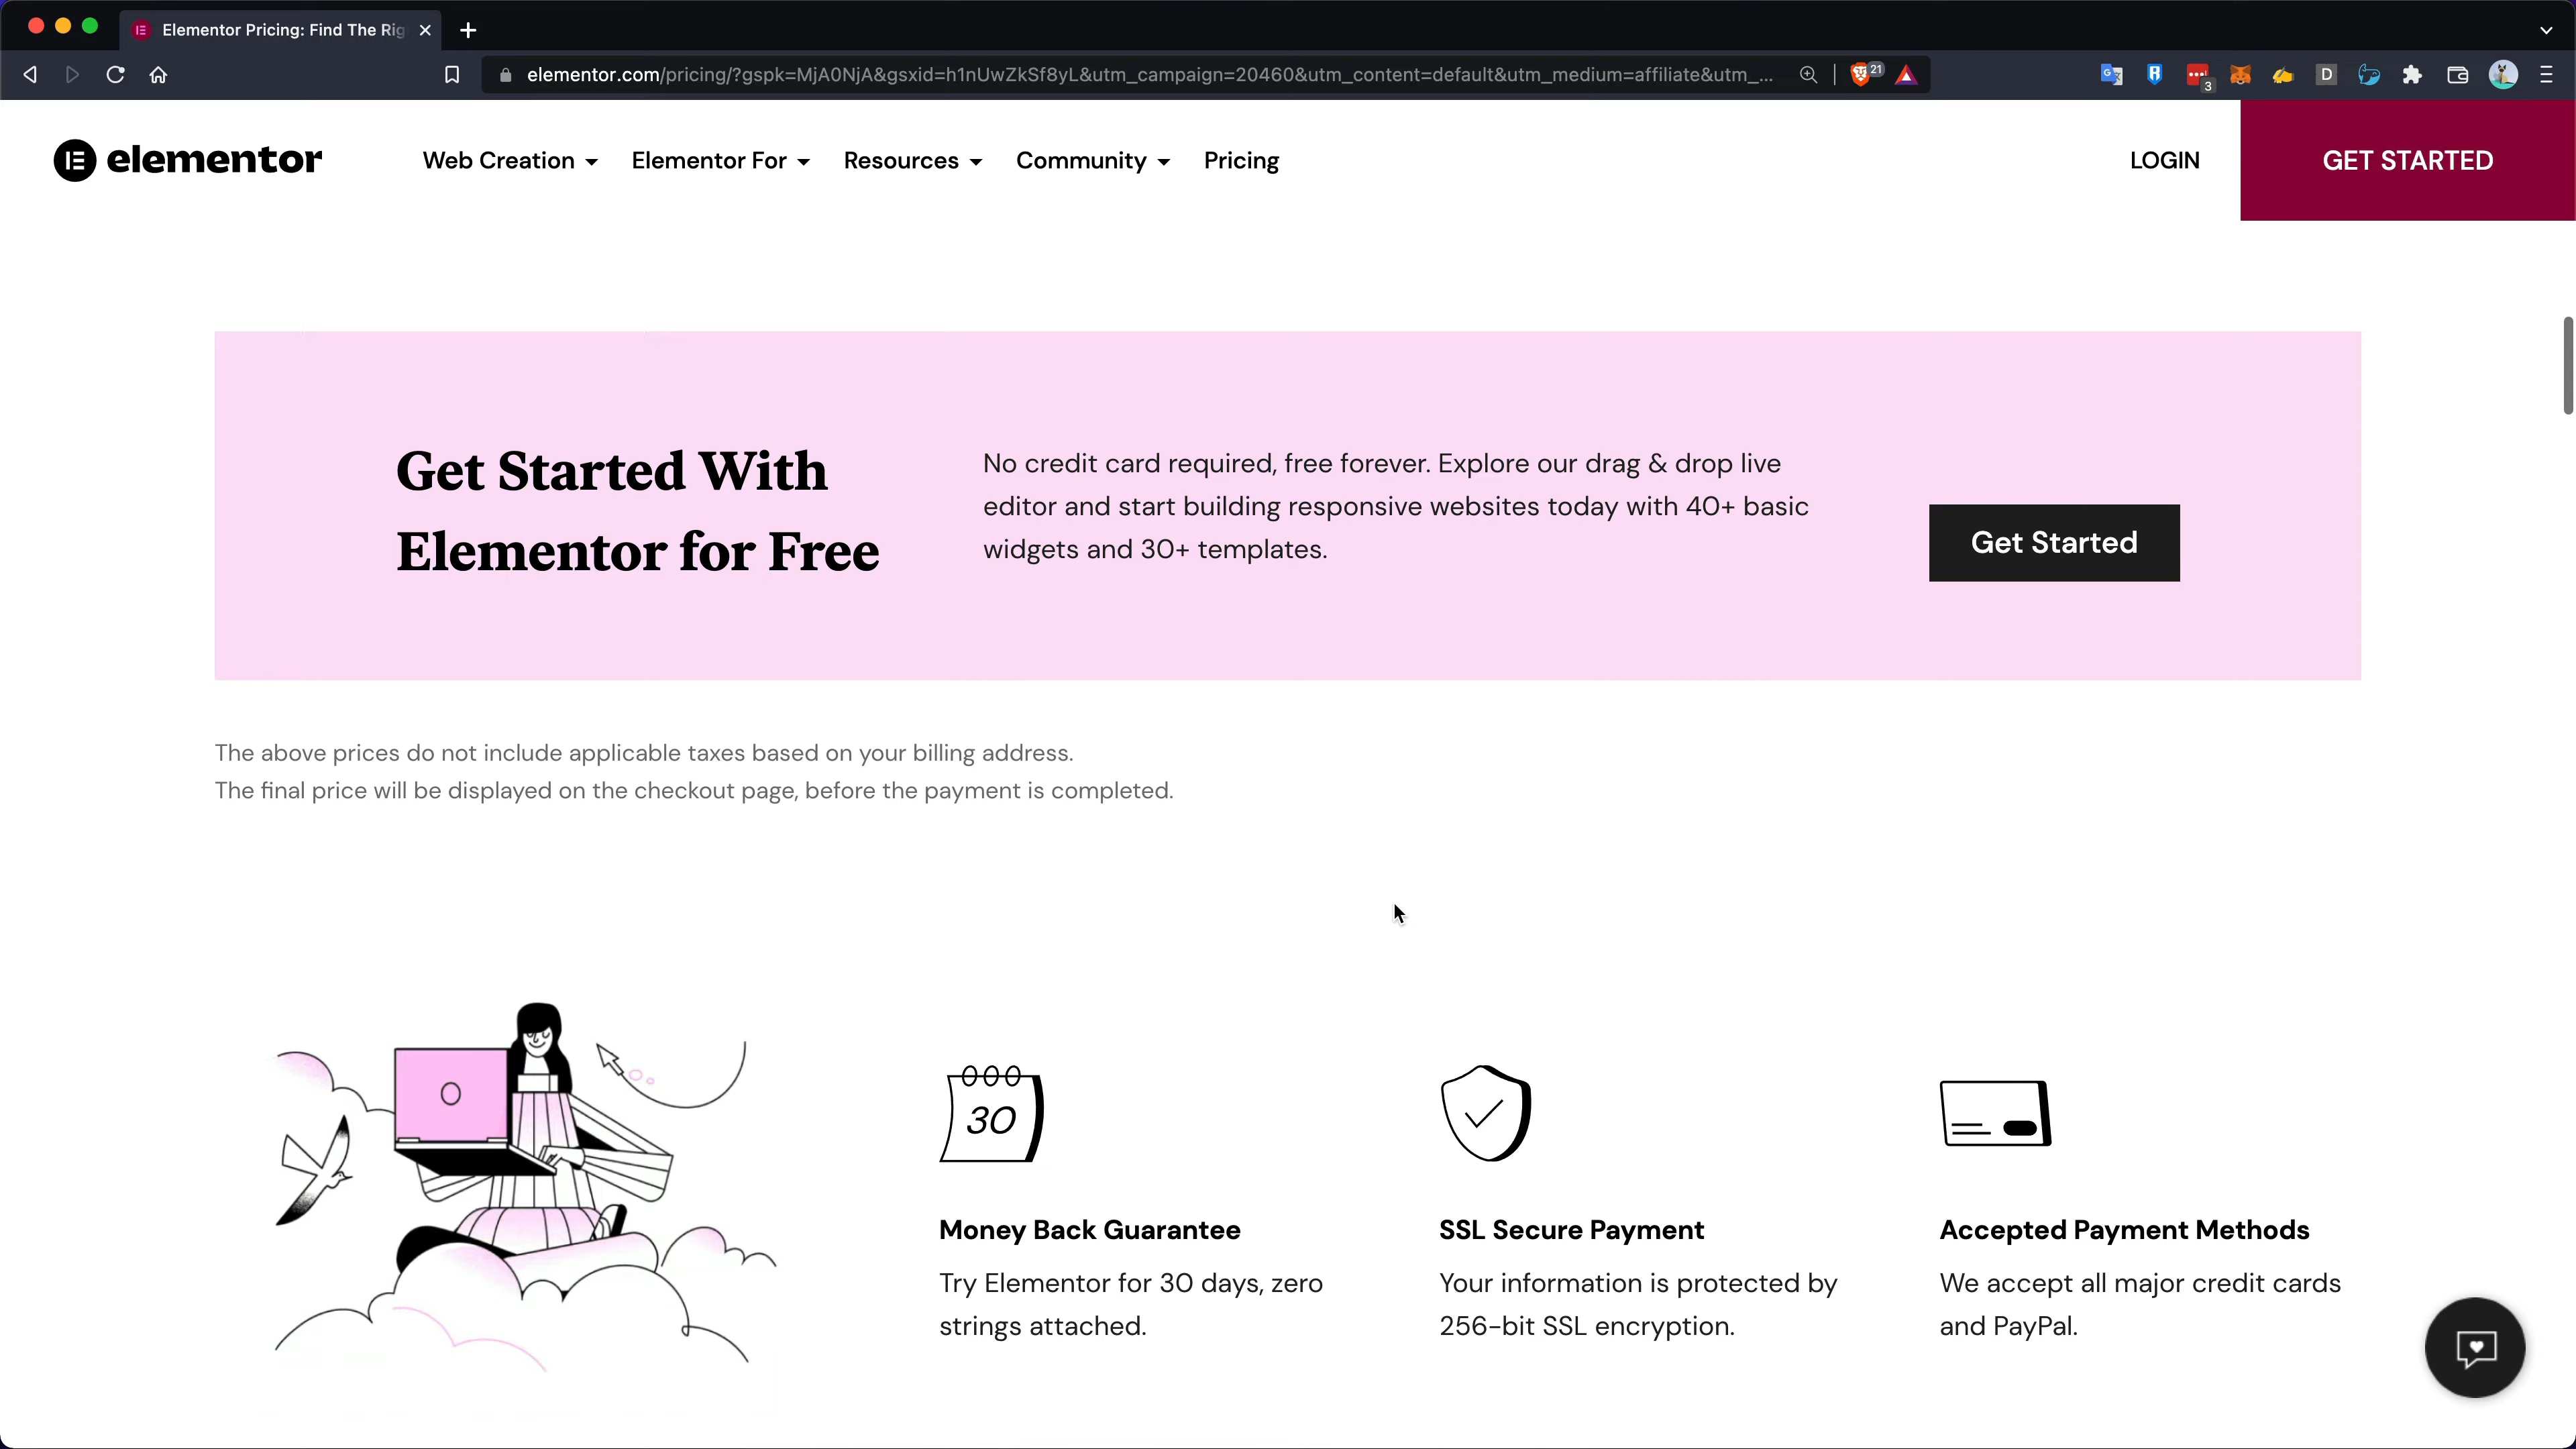 Elementor Pricing: Find The Rig
elementor.com/pricing/?gspk=MjA0NjA&gsxid=h1nUwZkSf8yL&utm_campaign=20460&utm_content=default&utm_medium=affiliate&utm_...
21
3
D
elementor
Web Creation
Elementor For
Resources
Community
Pricing
LOGIN
GET STARTED
Get Started With
Elementor for Free
No credit card required, free forever. Explore our drag & drop live
editor and start building responsive websites today with 40+ basic
widgets and 30+ templates.
Get Started
The above prices do not include applicable taxes based on your billing address.
The final price will be displayed on the checkout page, before the payment is completed.
30
Money Back Guarantee
Try Elementor for 30 days, zero
strings attached.
SSL Secure Payment
Your information is protected by
256-bit SSL encryption.
Accepted Payment Methods
We accept all major credit cards
and PayPal.